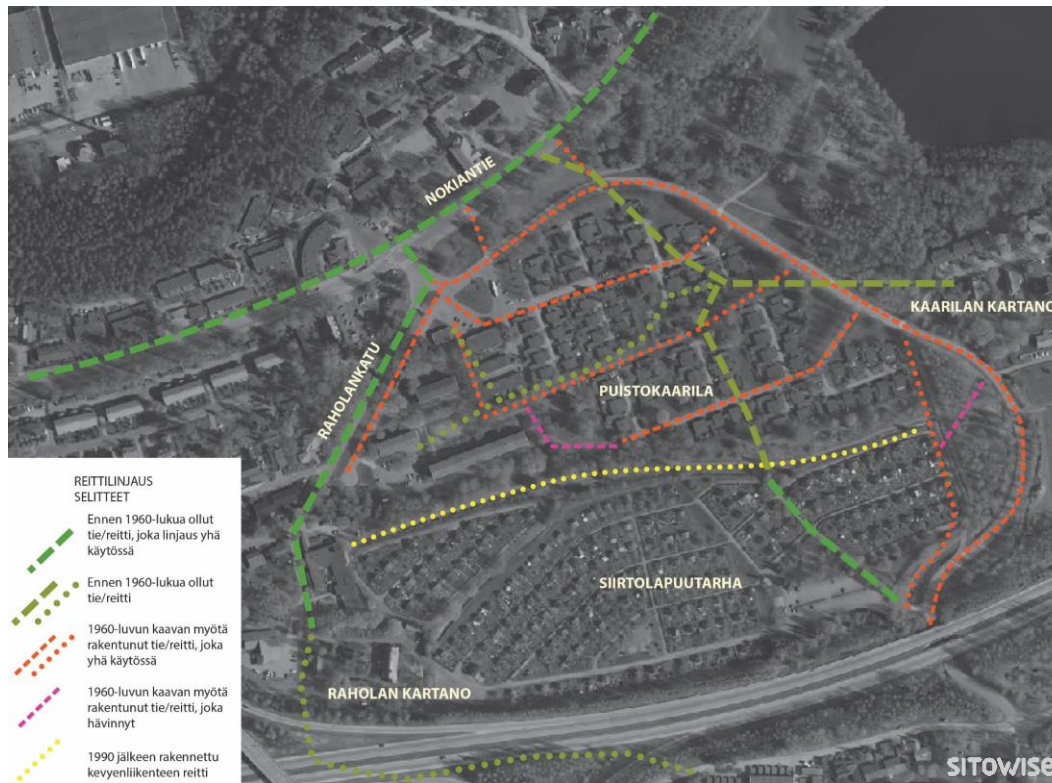 NOKIANTIE
KAARILAN KARTANO
RAHOLANKATU
PUISTOKAARILA
SIIRTOLAPUUTARHA
RAHOLAN KARTANO
REITTILINJAUS
SELITTEET
Ennen 1960-lukua ollut
tie/reitti, joka linjaus yhä
käytössä
Ennen 1960-lukua ollut
tie/reitti
1960-luvun kaavan myötä
rakentunut tie/reitti, joka
yhä käytössä
1960-luvun kaavan myötä
rakentunut tie/reitti, joka
hävinnyt
1990 jälkeen rakennettu
kevyenliikenteen reitti
SITOWISE